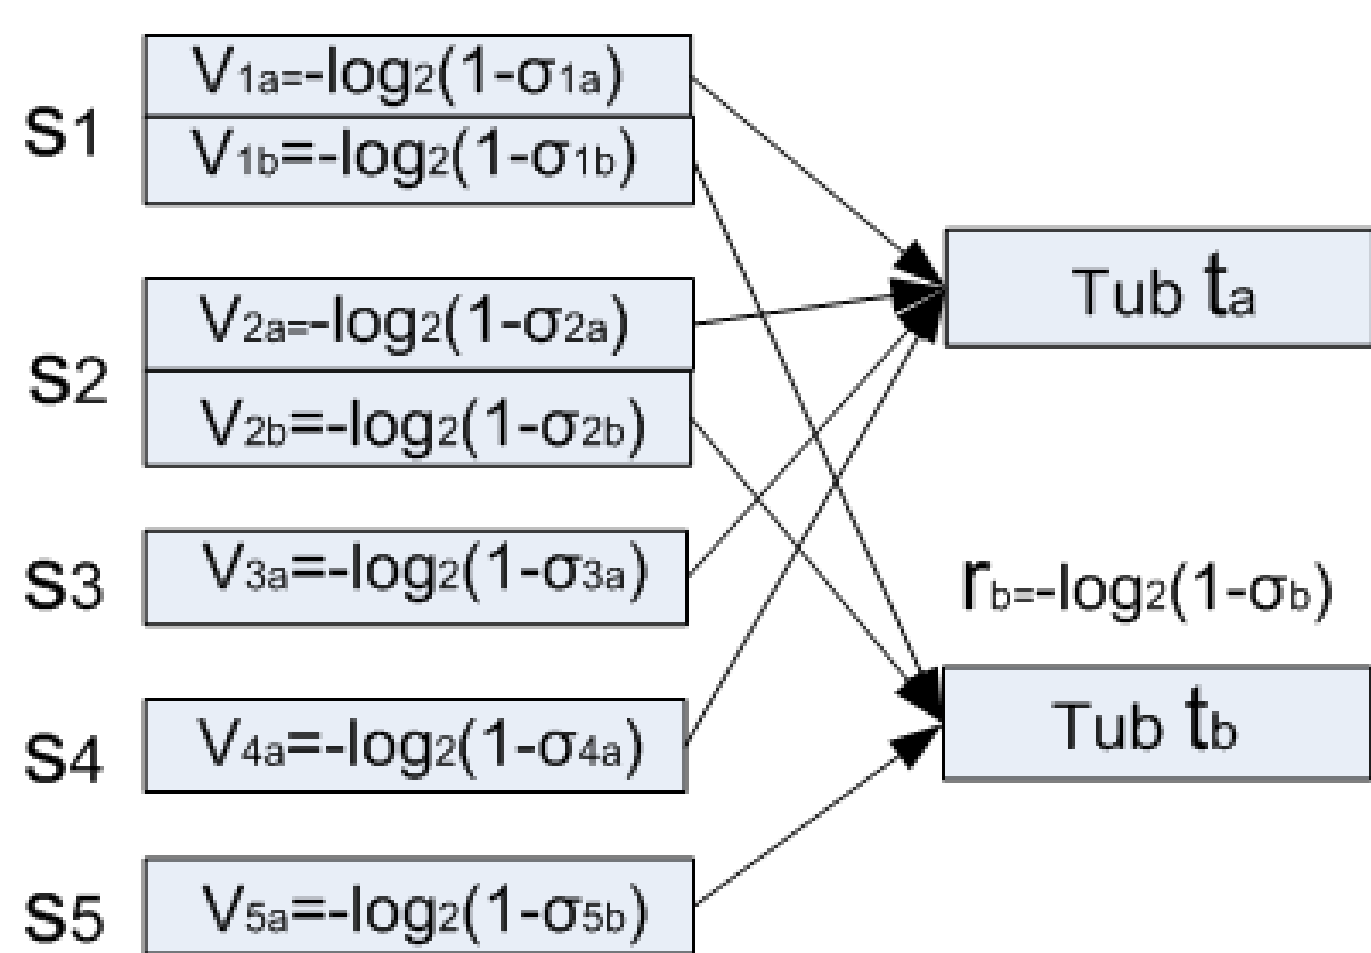 s1
V1a=-log2(1-σ1a)
V1b=-log2(1-σ1b)
s2
V2a=-log2(1-σ2a)
V2b=-log2(1-σ2b)
s3
V3a=-log2(1-σ3a)
s4
V4a=-log2(1-σ4a)
s5
V5a=-log2(1-σ5b)
Tub ta
rb=-log2(1-σb)
Tub tb